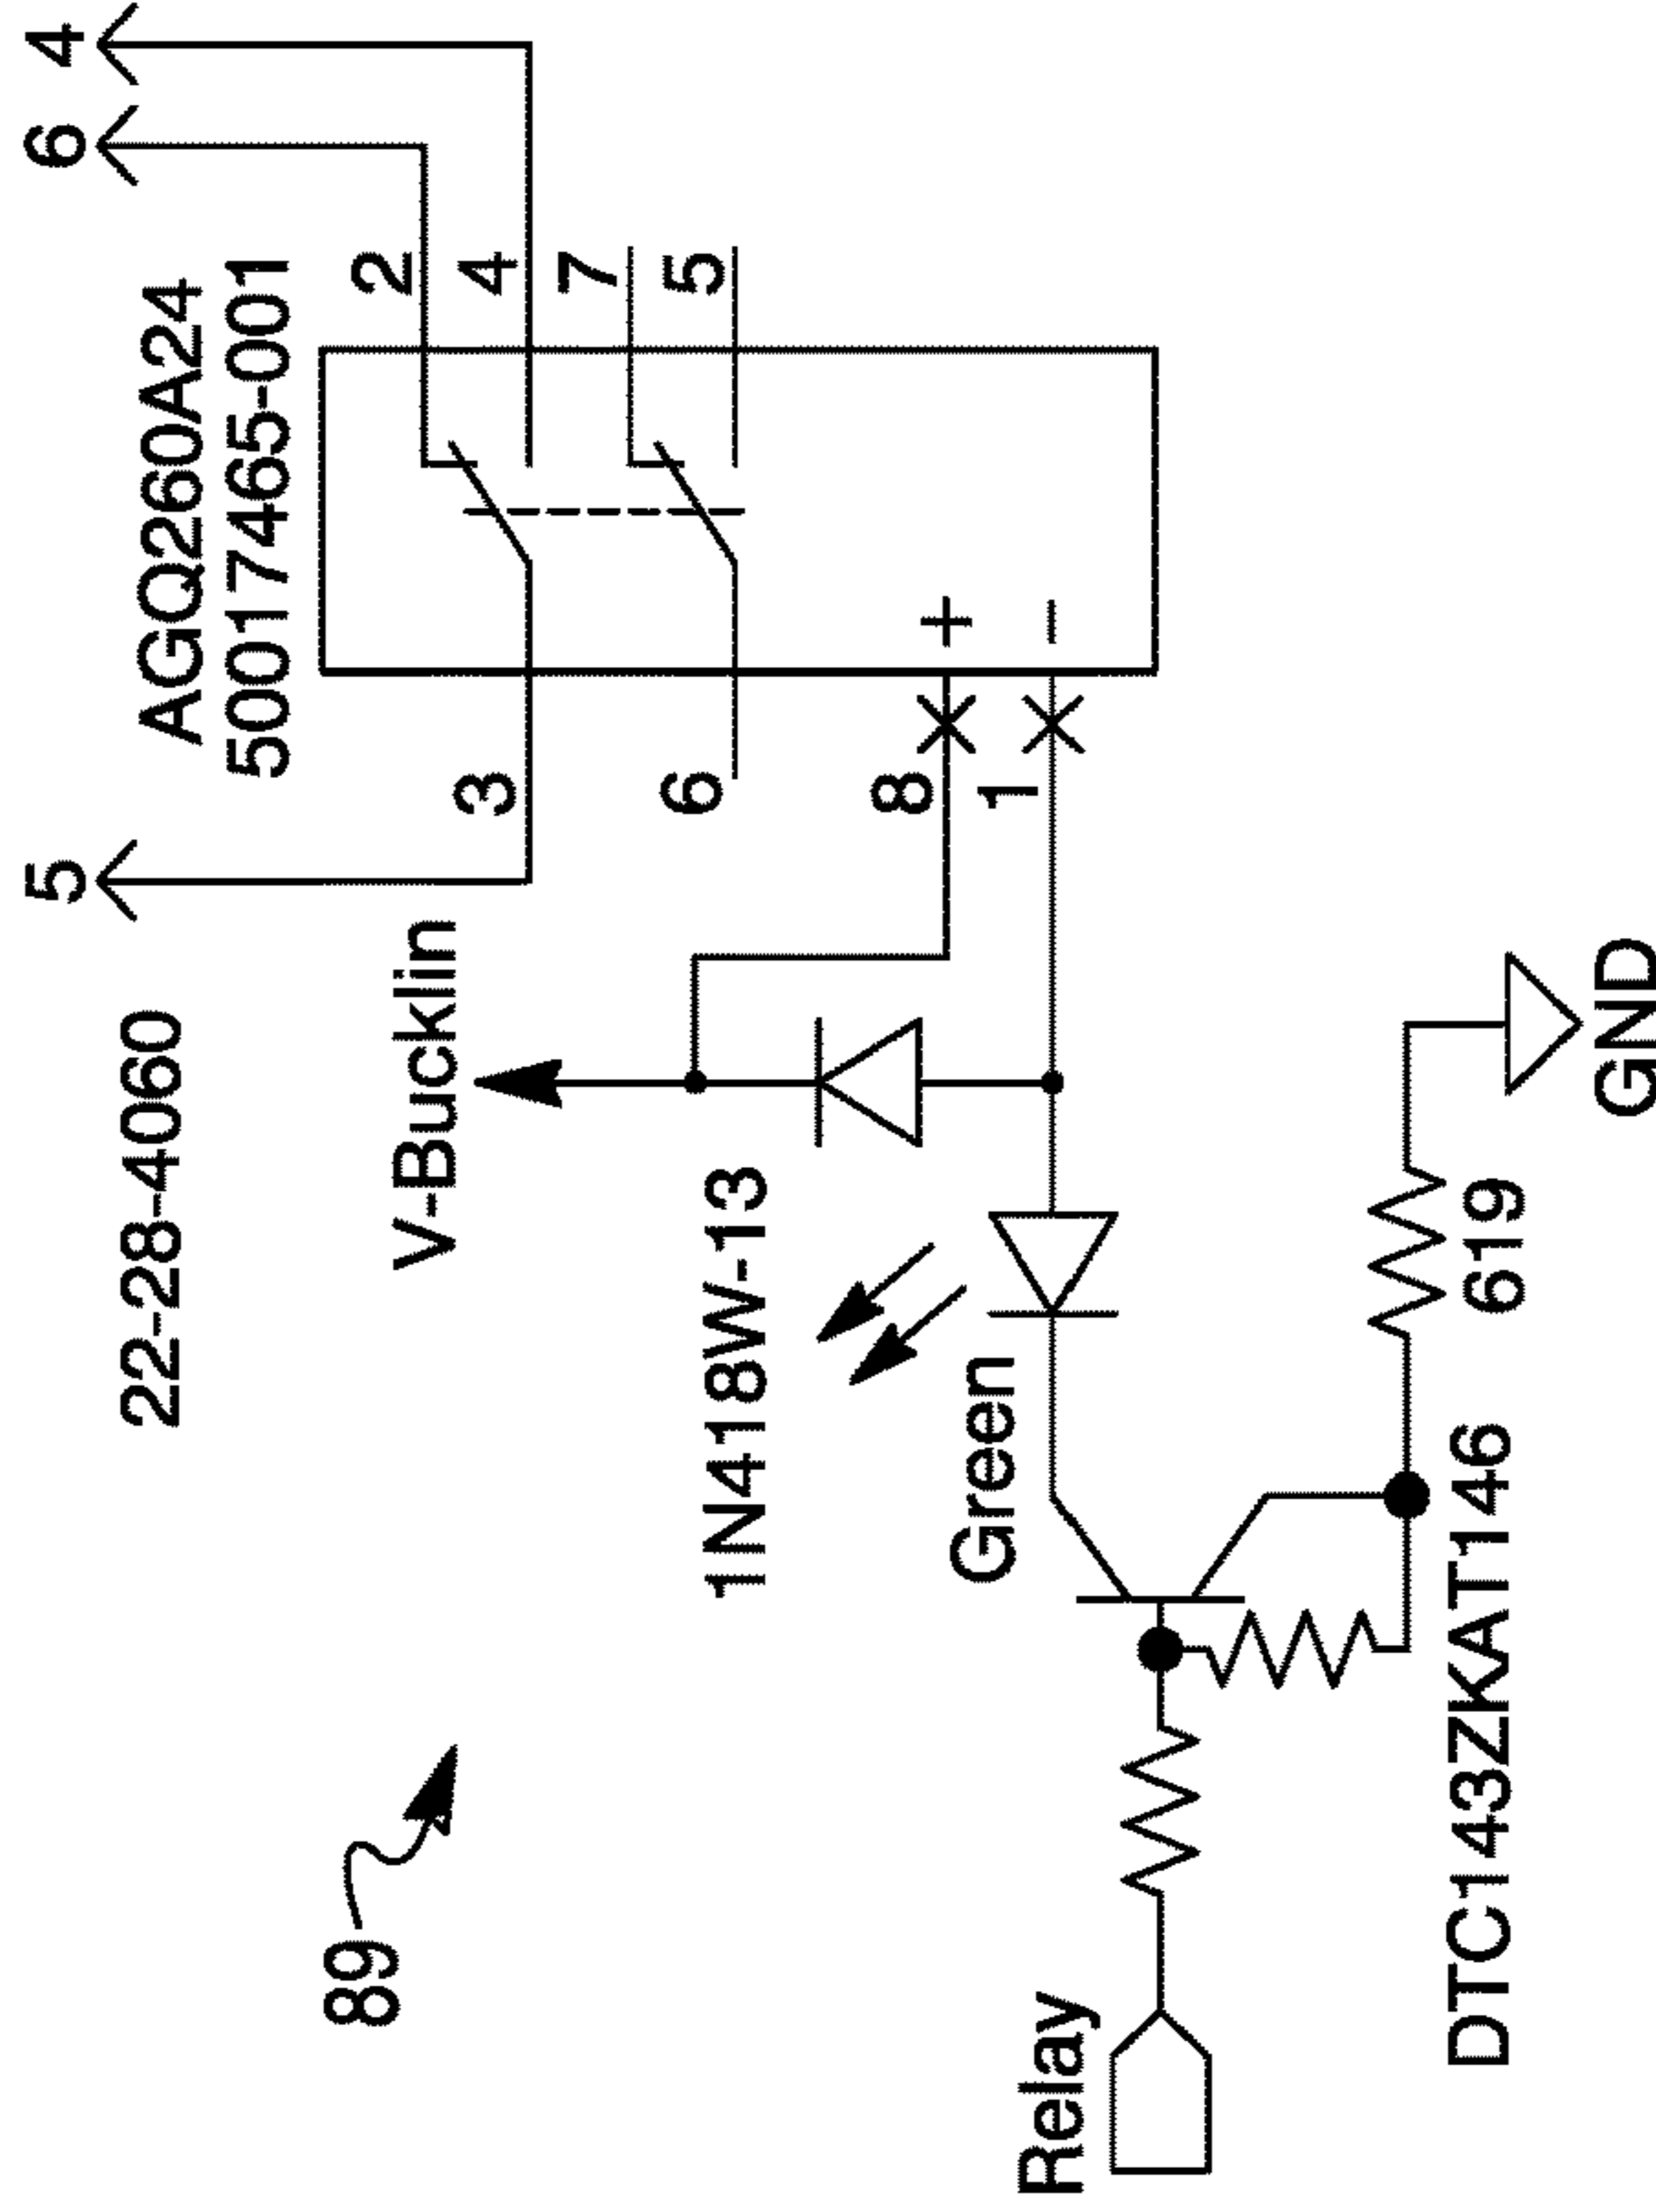 5
6
4
22-28-4060
AGQ260A24
50017465-001
V-Bucklin
3
2
4
6
7
5
8
+
1
−
1N418W-13
Green
89
Relay
619
GND
DTC143ZKAT146